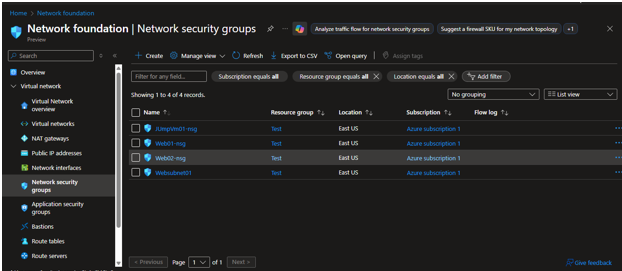 Home > Network foundation >
Network foundation | Network security groups
Preview
Analyze traffic flow for network security groups
Suggest a firewall SKU for my network topology
+1
Search
Create
Manage view
Refresh
Export to CSV
Open query
Assign tags
Filter for any field...
Subscription equals all
Resource group equals all
Location equals all
Add filter
Showing 1 to 4 of 4 records.
No grouping
List view
Overview
Virtual network
Virtual Network
overview
Virtual networks
NAT gateways
Public IP addresses
Network interfaces
Network security
groups
Application security
groups
Bastions
Route tables
Route servers
Name Resource group Location Subscription Flow log
JUmpVm01-nsg Test East US Azure subscription 1
Web01-nsg Test East US Azure subscription 1
Web02-nsg Test East US Azure subscription 1
Websubnet01 Test East US Azure subscription 1
< Previous Page 1 of 1 Next >
Give feedback